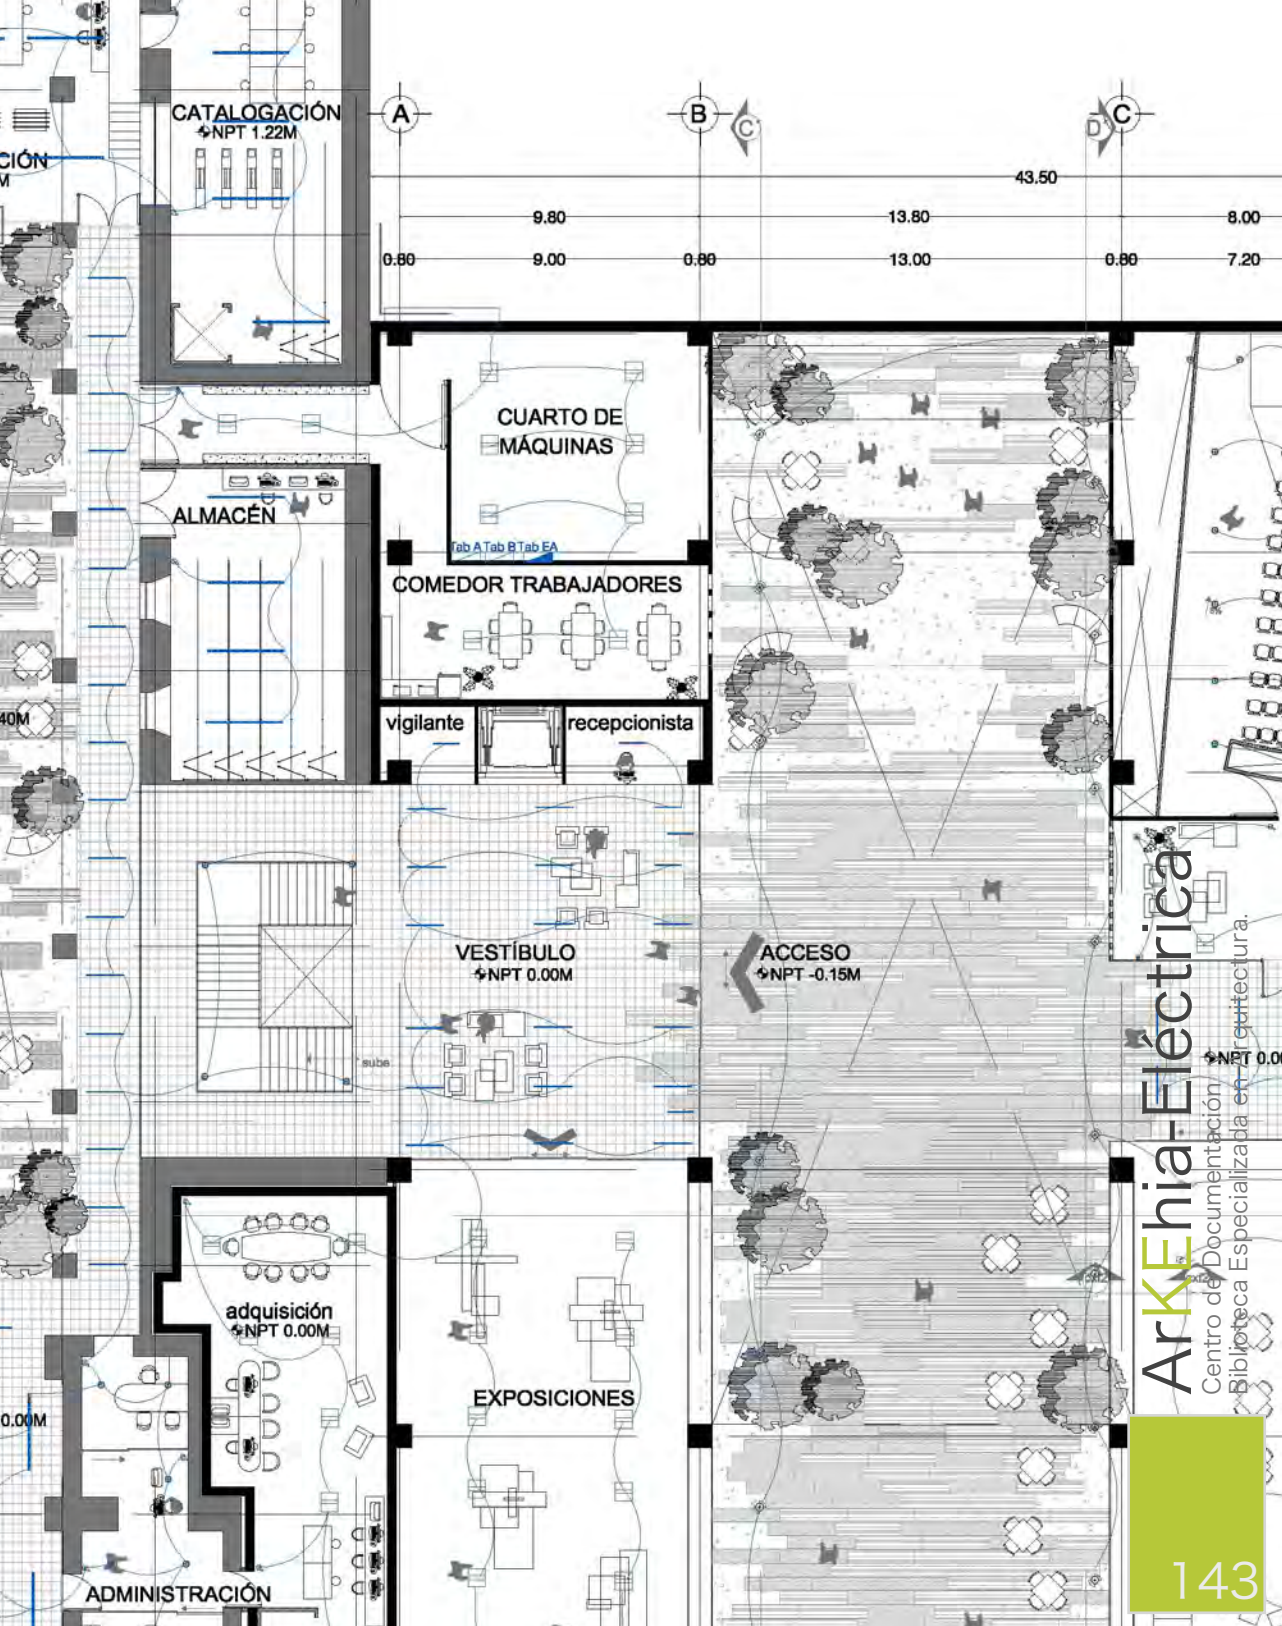 CATALOGACIÓN
NPT 1.22M
CIÓN
M
A
B
C'
D'
C
43.50
9.80
13.80
8.00
0.80
9.00
0.80
13.00
0.80
7.20
CUARTO DE
MÁQUINAS
ALMACÉN
Tab A Tab B Tab EA
COMEDOR TRABAJADORES
40M
vigilante
recepcionista
VESTÍBULO
NPT 0.00M
ACCESO
NPT -0.15M
sube
NPT 0.00
adquisición
NPT 0.00M
EXPOSICIONES
0.00M
ADMINISTRACIÓN
ArKEhia-Eléctrica
Centro de Documentación
Biblioteca Especializada en Arquitectura.
143